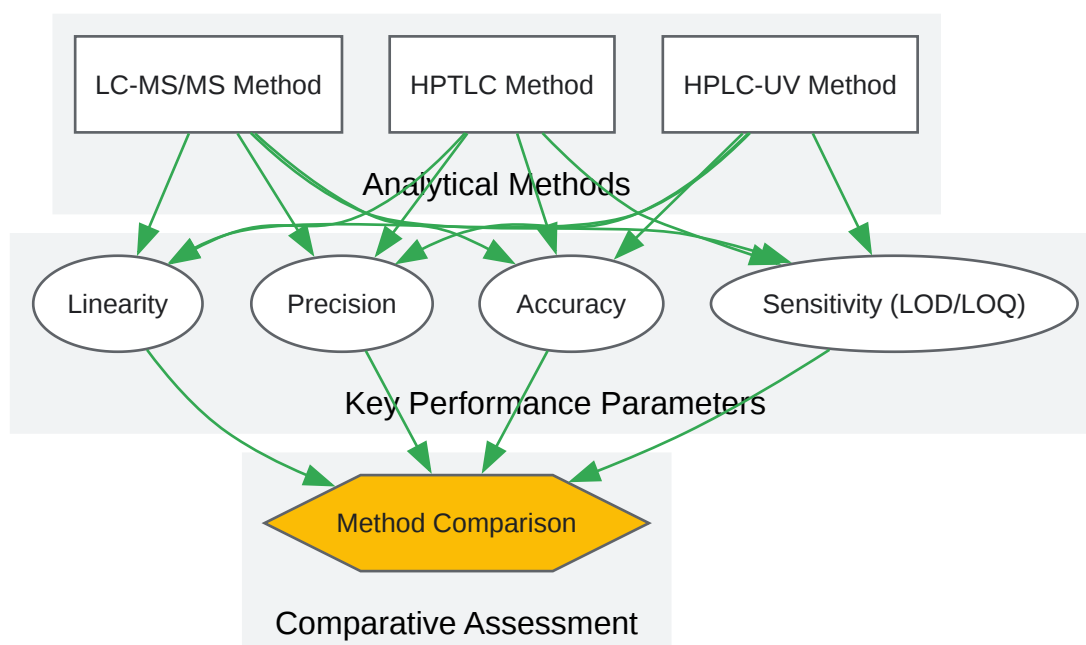 LC-MS/MS Method
HPTLC Method
HPLC-UV Method
Analytical Methods
Linearity
Precision
Accuracy
Sensitivity (LOD/LOQ)
Key Performance Parameters
Method Comparison
Comparative Assessment